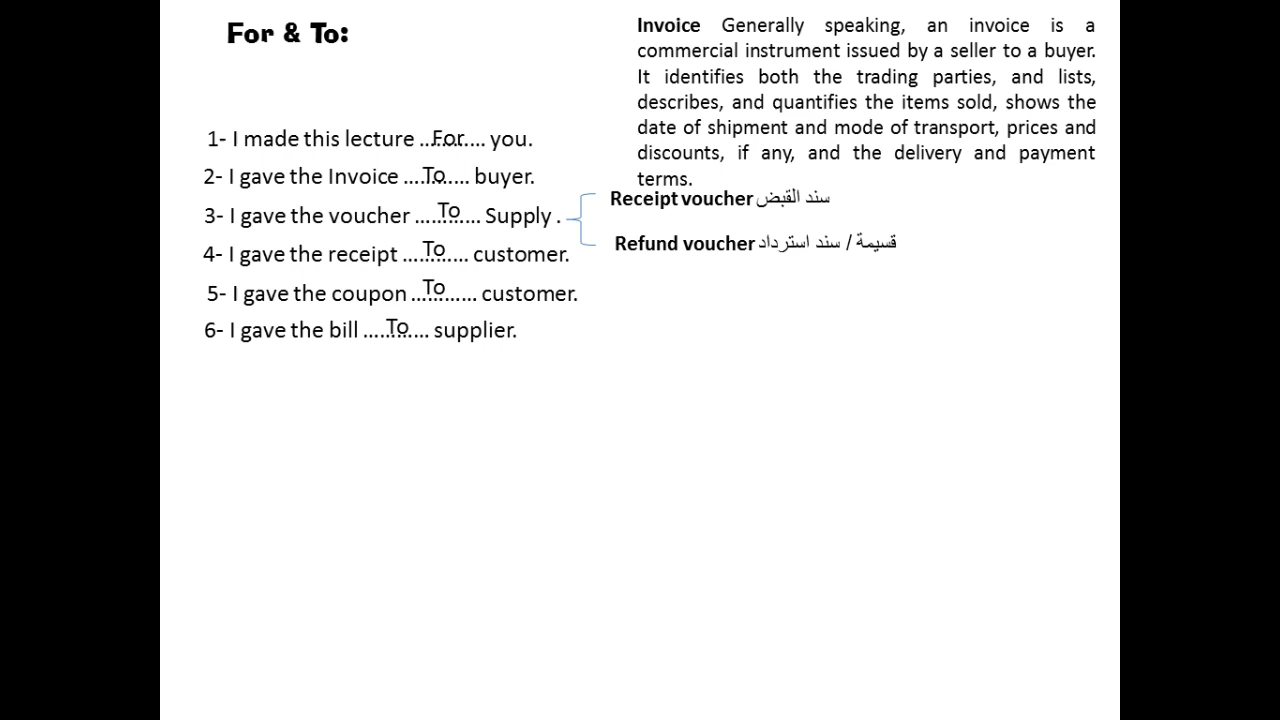 For & To:
1- I made this lecture ...For.... you.
2- I gave the Invoice ....To..... buyer.
3- I gave the voucher .....To.... Supply .
4- I gave the receipt ....To..... customer.
5- I gave the coupon ....To...... customer.
6- I gave the bill .....To..... supplier.
Invoice Generally speaking, an invoice is a
commercial instrument issued by a seller to a buyer.
It identifies both the trading parties, and lists,
describes, and quantifies the items sold, shows the
date of shipment and mode of transport, prices and
discounts, if any, and the delivery and payment
terms.
Receipt voucher سند القبض
Refund voucher قسيمة / سند استرداد